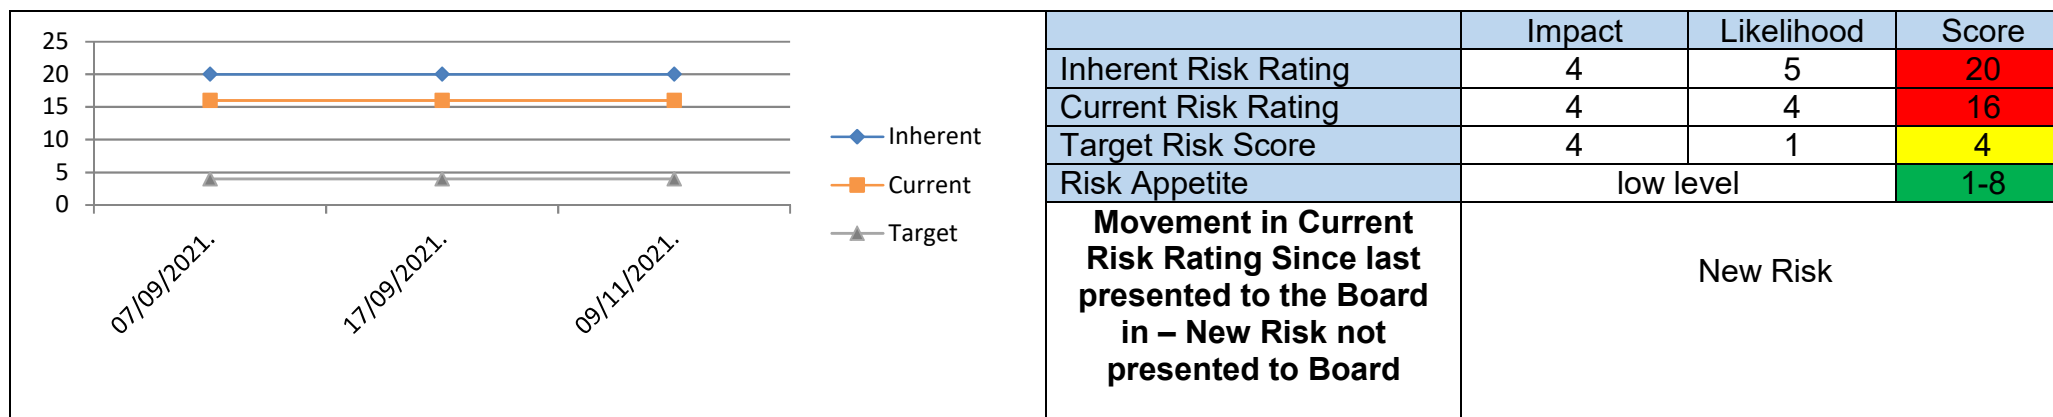 25
20
15
10
5
0
07/09/2021.
17/09/2021.
09/11/2021.
Inherent
Current
Target
Impact Likelihood Score
Inherent Risk Rating 4 5 20
Current Risk Rating 4 4 16
Target Risk Score 4 1 4
Risk Appetite low level 1-8
Movement in Current
Risk Rating Since last
presented to the Board
in – New Risk not
presented to Board
New Risk